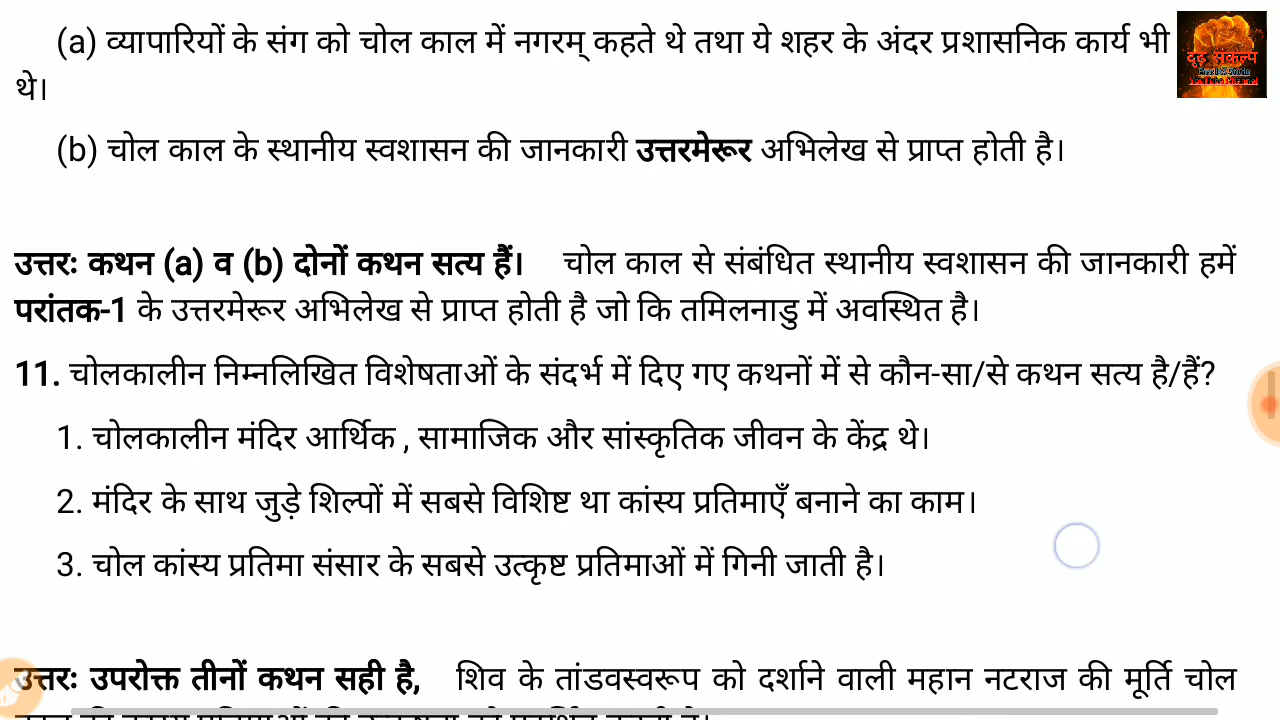 (a) व्यापारियों के संग को चोल काल में नगरम् कहते थे तथा ये शहर के अंदर प्रशासनिक कार्य भी
दृढ़ संकल्प
थे।
(b) चोल काल के स्थानीय स्वशासन की जानकारी उत्तरमेरूर अभिलेख से प्राप्त होती है।
उत्तरः कथन (a) व (b) दोनों कथन सत्य हैं। चोल काल से संबंधित स्थानीय स्वशासन की जानकारी हमें
परांतक-1 के उत्तरमेरूर अभिलेख से प्राप्त होती है जो कि तमिलनाडु में अवस्थित है।
11. चोलकालीन निम्नलिखित विशेषताओं के संदर्भ में दिए गए कथनों में से कौन-सा/से कथन सत्य है/हैं?
1. चोलकालीन मंदिर आर्थिक , सामाजिक और सांस्कृतिक जीवन के केंद्र थे।
2. मंदिर के साथ जुड़े शिल्पों में सबसे विशिष्ट था कांस्य प्रतिमाएँ बनाने का काम।
3. चोल कांस्य प्रतिमा संसार के सबसे उत्कृष्ट प्रतिमाओं में गिनी जाती है।
उत्तरः उपरोक्त तीनों कथन सही है, शिव के तांडवस्वरूप को दर्शाने वाली महान नटराज की मूर्ति चोल